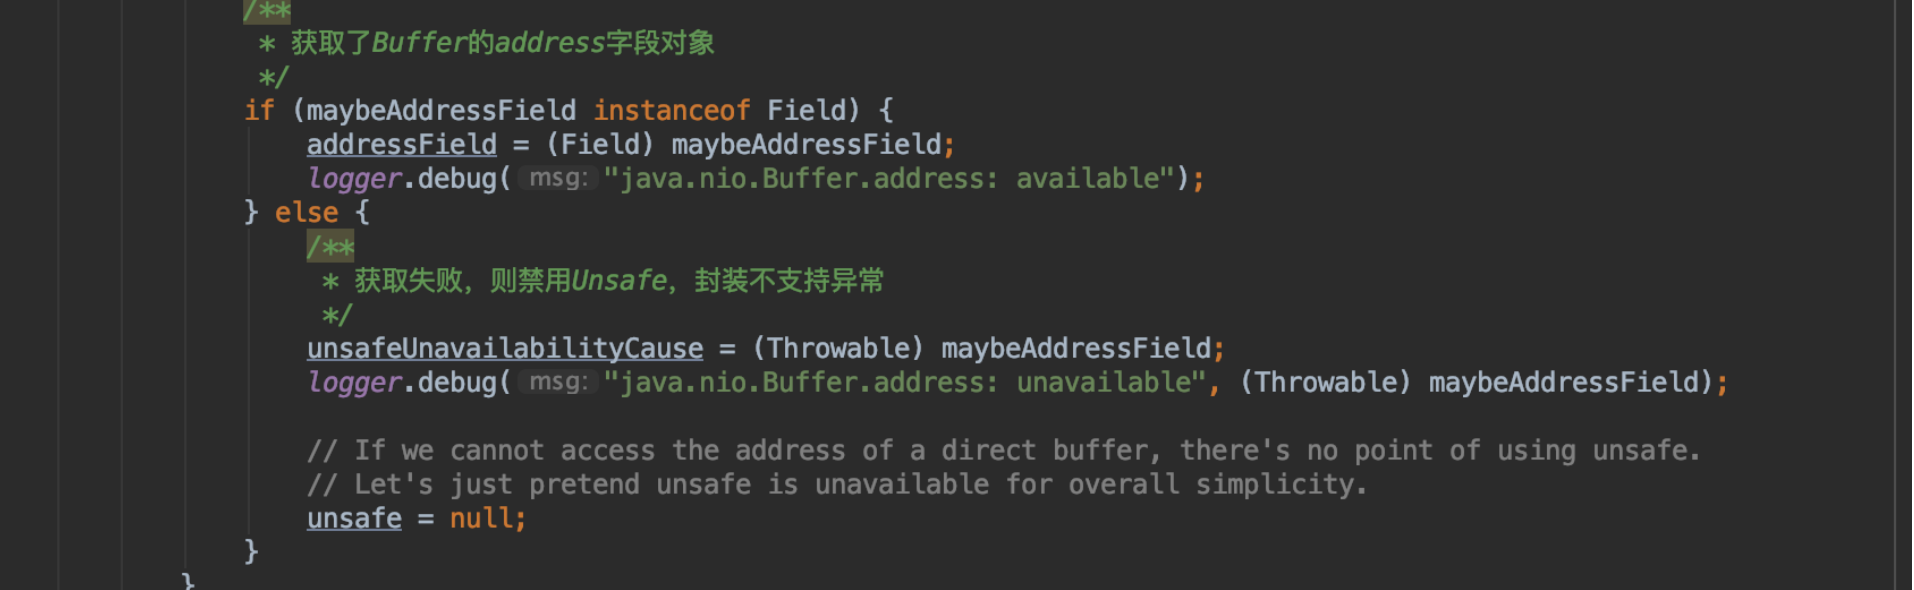 /**
* 获取了Buffer的address字段对象
*/
if (maybeAddressField instanceof Field) {
addressField = (Field) maybeAddressField;
logger.debug( msg: "java.nio.Buffer.address: available");
} else {
/**
* 获取失败，则禁用Unsafe，封装不支持异常
*/
unsafeUnavailabilityCause = (Throwable) maybeAddressField;
logger.debug( msg: "java.nio.Buffer.address: unavailable", (Throwable) maybeAddressField);
// If we cannot access the address of a direct buffer, there's no point of using unsafe.
// Let's just pretend unsafe is unavailable for overall simplicity.
unsafe = null;
}
}